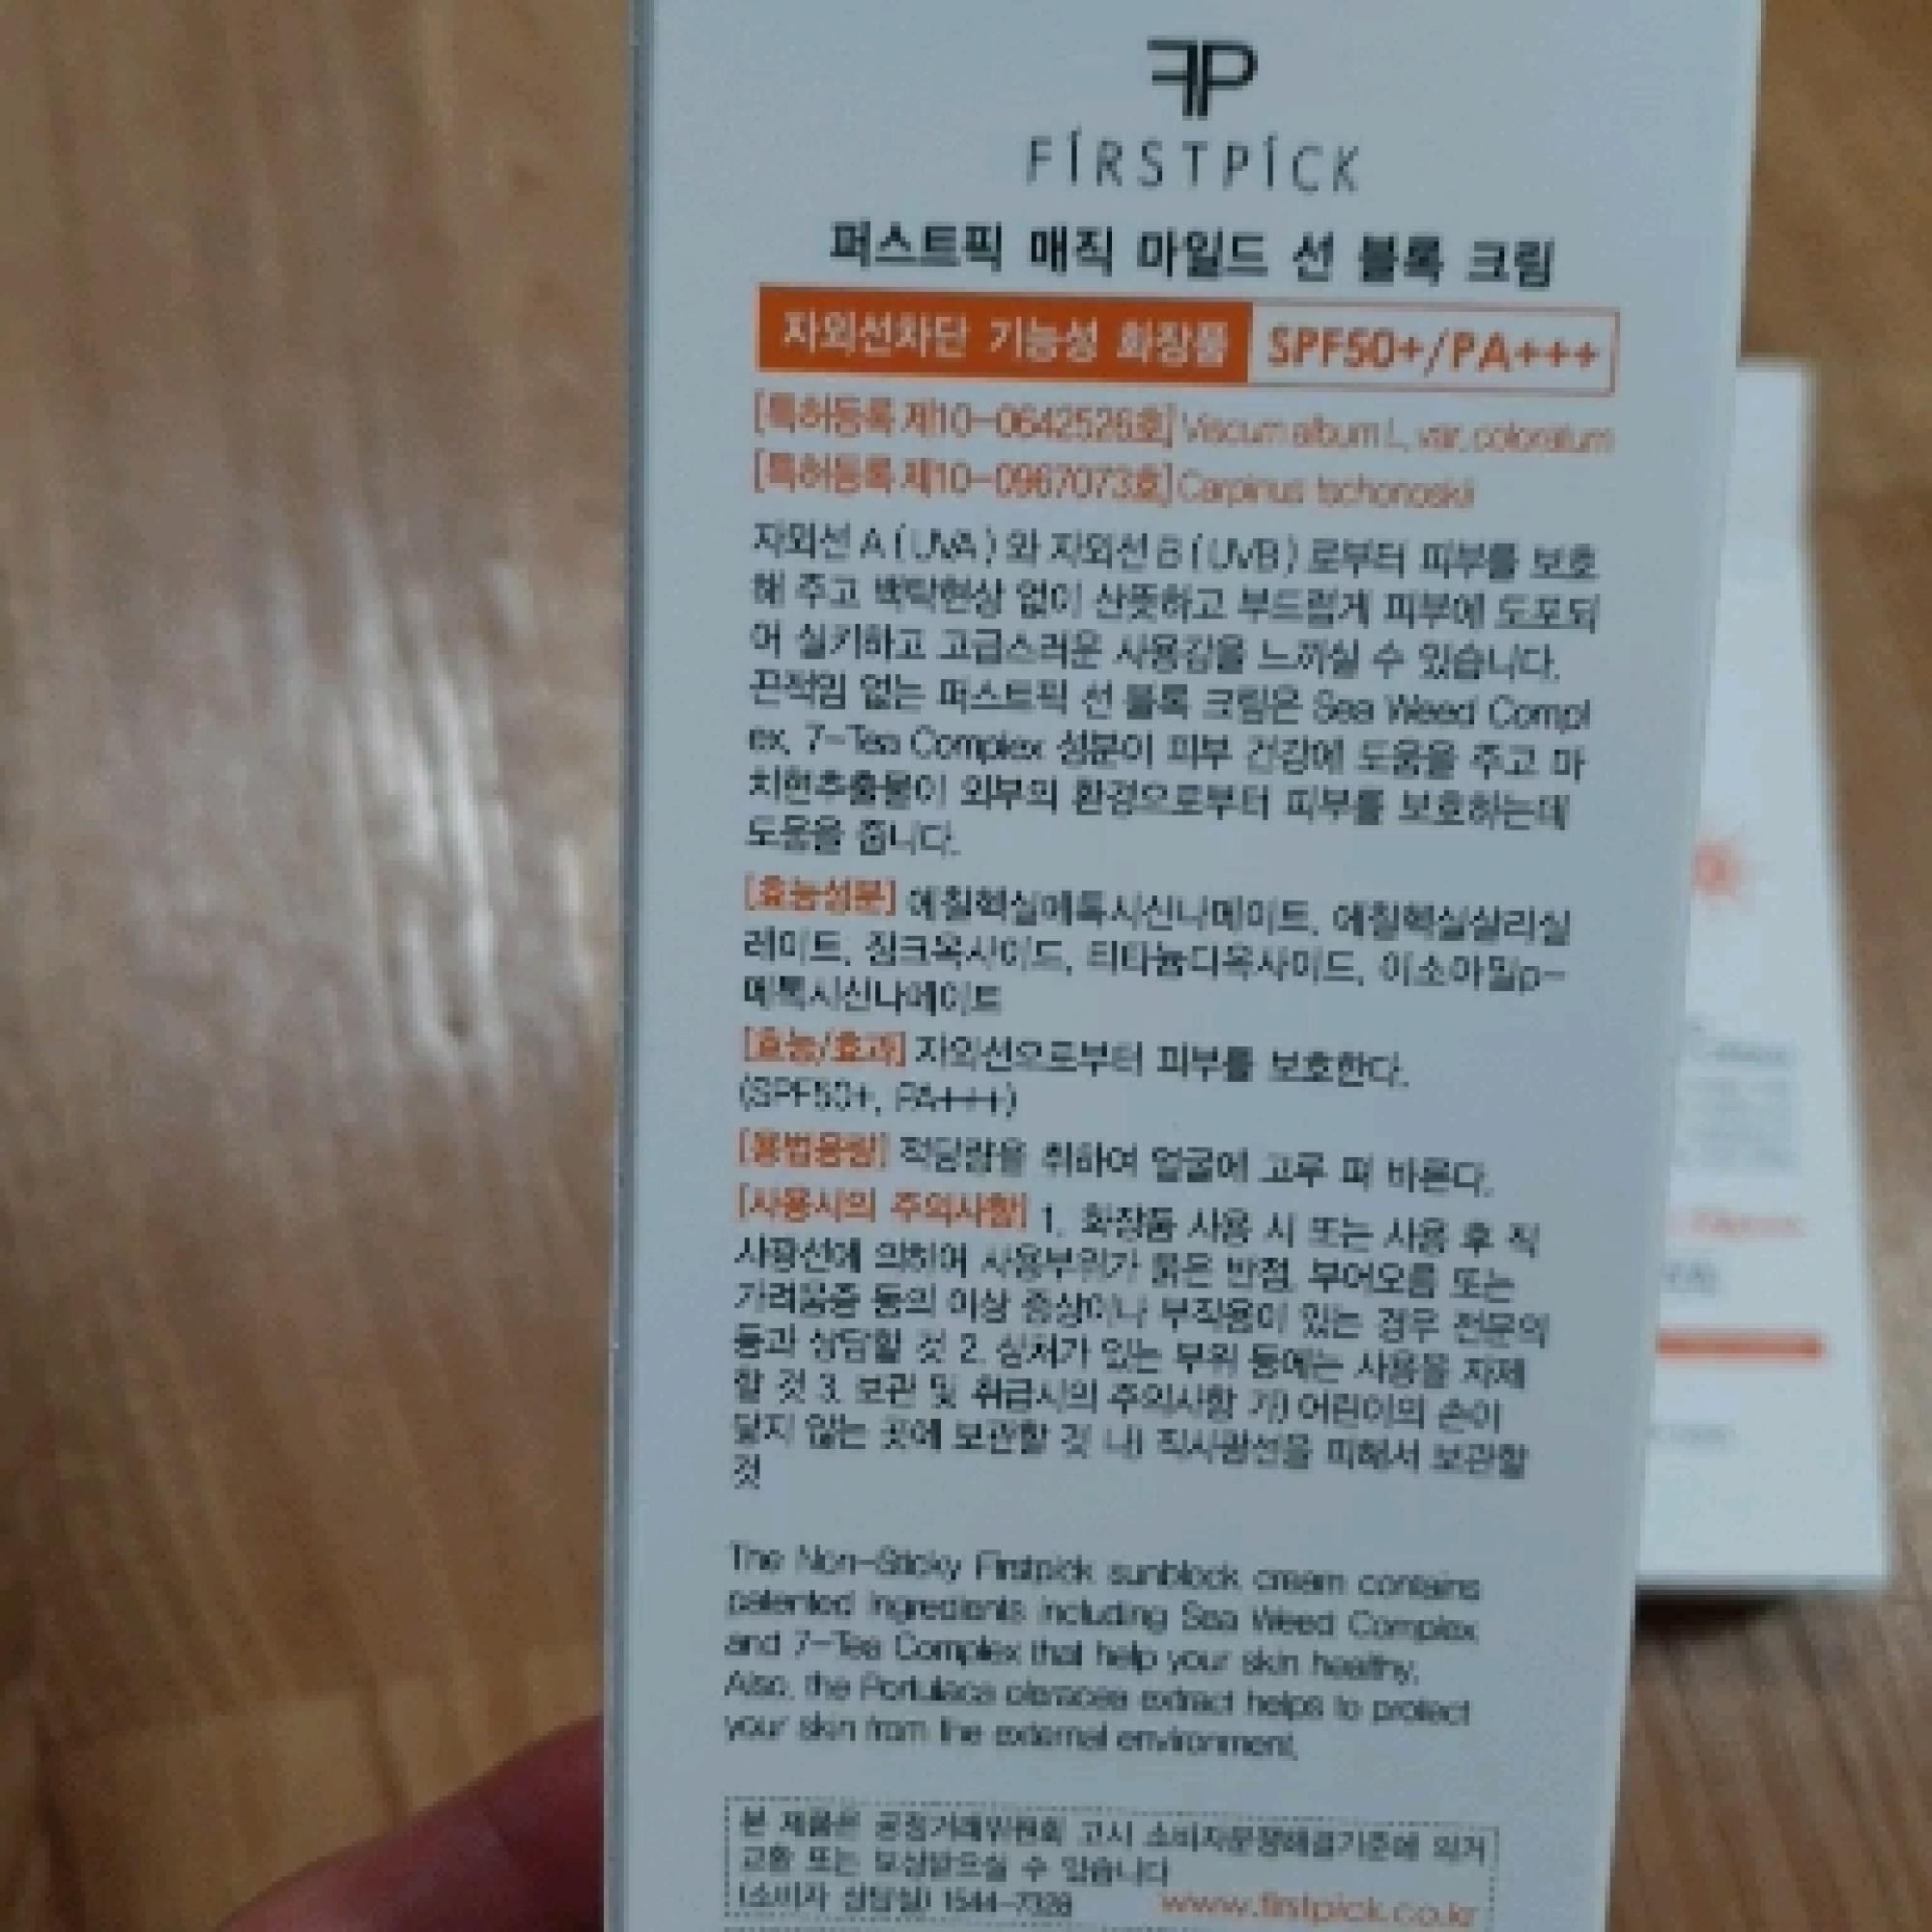 FP
FIRSTPICK
퍼스트픽 매직 마일드 선 블록 크림
자외선차단 기능성 화장품 SPF50+/PA+++
[특허등록 제10-0642526호] Viscum album L. var. coloratum
[특허등록 제10-0967073호] Carpinus tschonoskii
자외선 A ( UVA ) 와 자외선 B ( UVB ) 로부터 피부를 보호
해 주고 백탁현상 없이 산뜻하고 부드럽게 피부에 도포되
어 실키하고 고급스러운 사용감을 느끼실 수 있습니다.
끈적임 없는 퍼스트픽 선 블록 크림은 Sea Weed Compl
ex, 7-Tea Complex 성분이 피부 건강에 도움을 주고 마
치현추출물이 외부의 환경으로부터 피부를 보호하는데
도움을 줍니다.
[효능성분] 에칠헥실메톡시신나메이트, 에칠헥실살리실
레이트, 징크옥사이드, 티타늄디옥사이드, 이소아밀p-
메톡시신나메이트
[효능/효과] 자외선으로부터 피부를 보호한다.
(SPF50+, PA+++)
[용법용량] 적당량을 취하여 얼굴에 고루 펴 바른다.
[사용시의 주의사항] 1. 화장품 사용 시 또는 사용 후 직
사광선에 의하여 사용부위가 붉은 반점, 부어오름 또는
가려움증 등의 이상 증상이나 부작용이 있는 경우 전문의
등과 상담할 것 2. 상처가 있는 부위 등에는 사용을 자제
할 것 3. 보관 및 취급시의 주의사항 가) 어린이의 손이
닿지 않는 곳에 보관할 것 나) 직사광선을 피해서 보관할
것
The Non-Sticky Firstpick sunblock cream contains
patented ingredients including Sea Weed Complex
and 7-Tea Complex that help your skin healthy.
Also, the Portulaca oleracea extract helps to protect
your skin from the external environment.
본 제품은 공정거래위원회 고시 소비자분쟁해결기준에 의거
교환 또는 보상받으실 수 있습니다
(소비자 상담실) 1544-7328 www.firstpick.co.kr